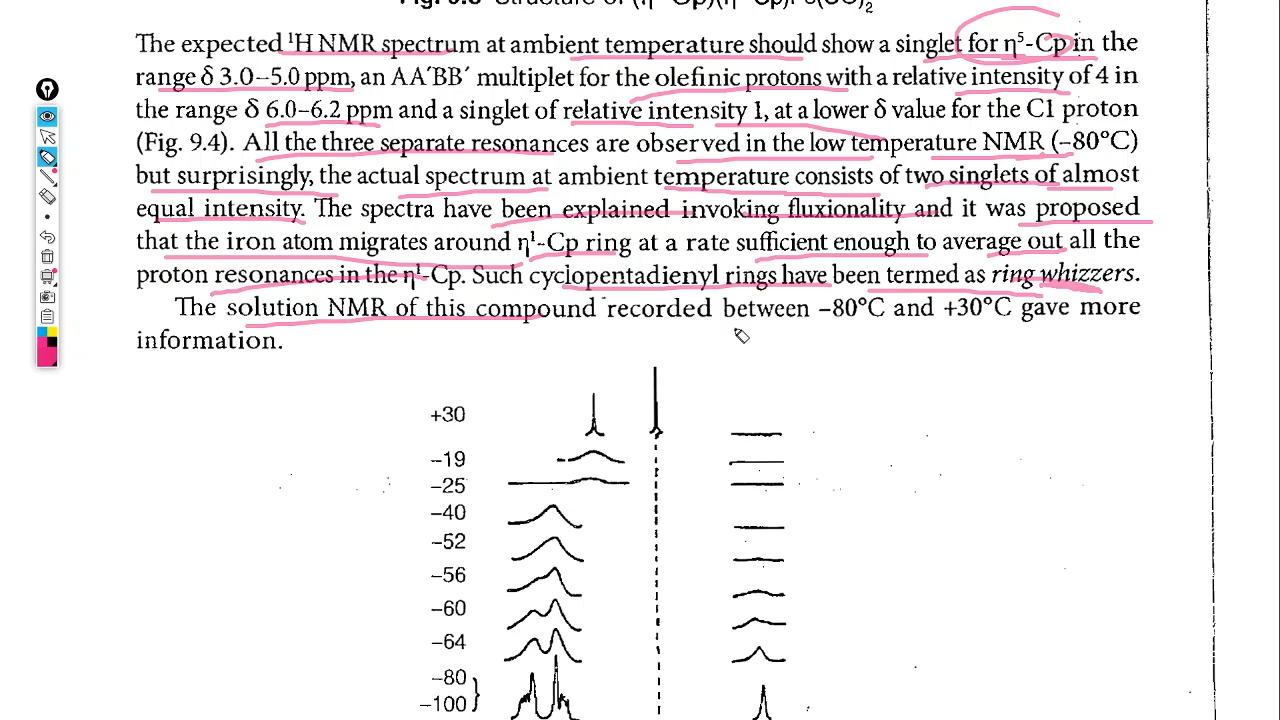 The expected ¹H NMR spectrum at ambient temperature should show a singlet for η⁵-Cp in the
range δ 3.0–5.0 ppm, an AA′BB′ multiplet for the olefinic protons with a relative intensity of 4 in
the range δ 6.0–6.2 ppm and a singlet of relative intensity 1, at a lower δ value for the C1 proton
(Fig. 9.4). All the three separate resonances are observed in the low temperature NMR (–80°C)
but surprisingly, the actual spectrum at ambient temperature consists of two singlets of almost
equal intensity. The spectra have been explained invoking fluxionality and it was proposed
that the iron atom migrates around η¹-Cp ring at a rate sufficient enough to average out all the
proton resonances in the η¹-Cp. Such cyclopentadienyl rings have been termed as ring whizzers.
The solution NMR of this compound recorded between –80°C and +30°C gave more
information.
+30
–19
–25
–40
–52
–56
–60
–64
–80
–100